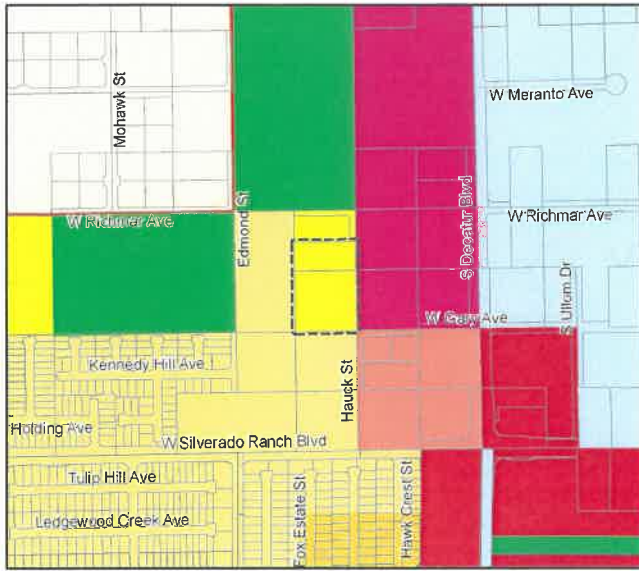 Mohawk St
W Meranto Ave
W Richmar Ave
Edmond St
S Decatur Blvd
W Richmar Ave
S Ullom Dr
W Gary Ave
Kennedy Hill Ave
Hauck St
Holding Ave
W Silverado Ranch Blvd
Tulip Hill Ave
Ledgewood Creek Ave
Fox Estate St
Hawk Crest St